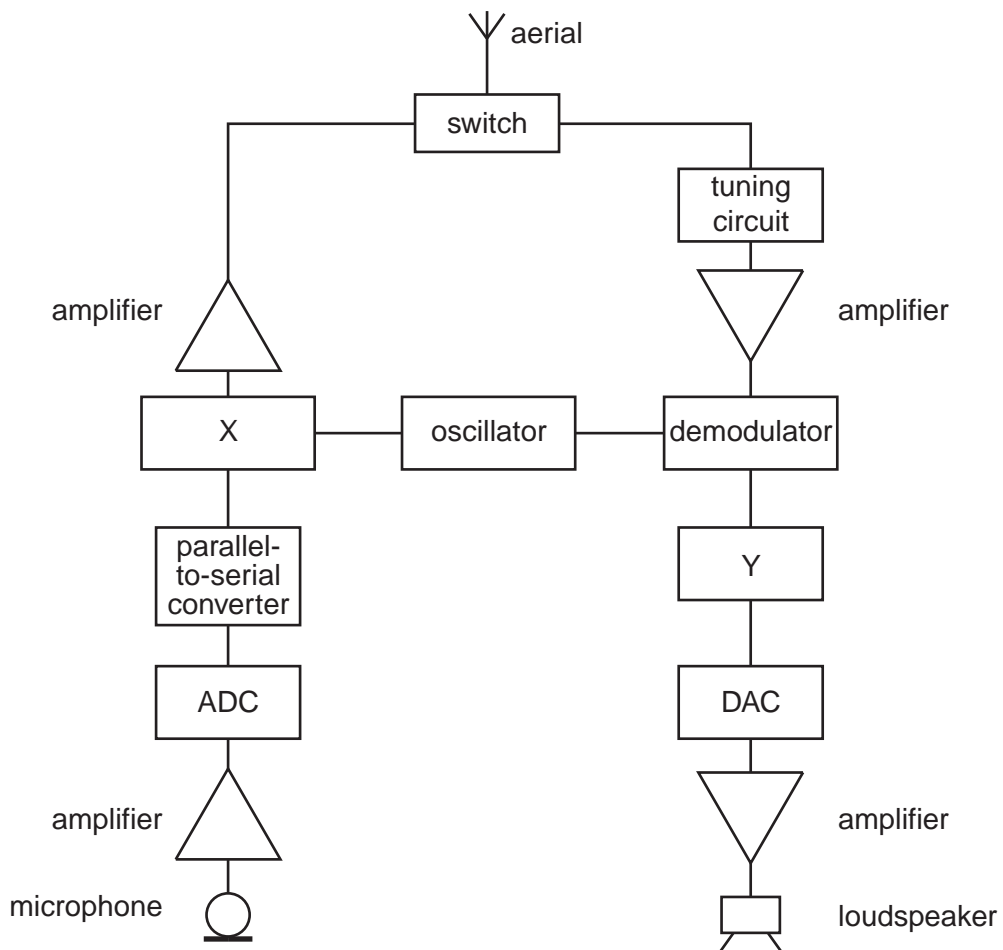 aerial
switch
tuning
circuit
amplifier
amplifier
X
oscillator
demodulator
parallel-
to-serial
converter
Y
ADC
DAC
amplifier
amplifier
microphone
loudspeaker